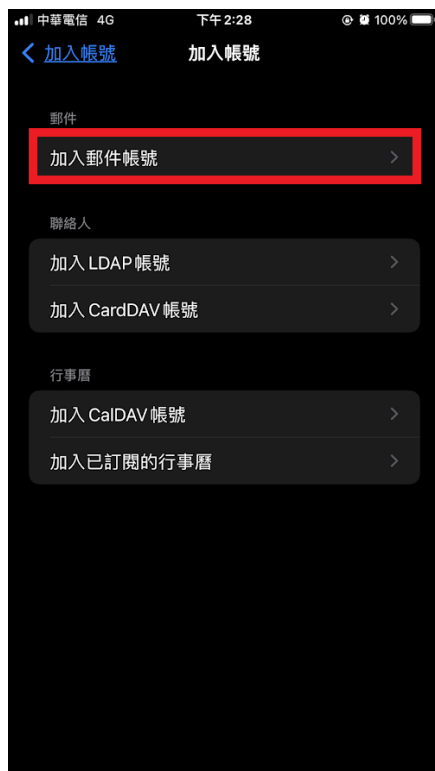 中華電信 4G 下午2:28 100%
加入帳號 加入帳號
郵件
加入郵件帳號
聯絡人
加入 LDAP 帳號
加入 CardDAV 帳號
行事曆
加入 CalDAV 帳號
加入已訂閱的行事曆